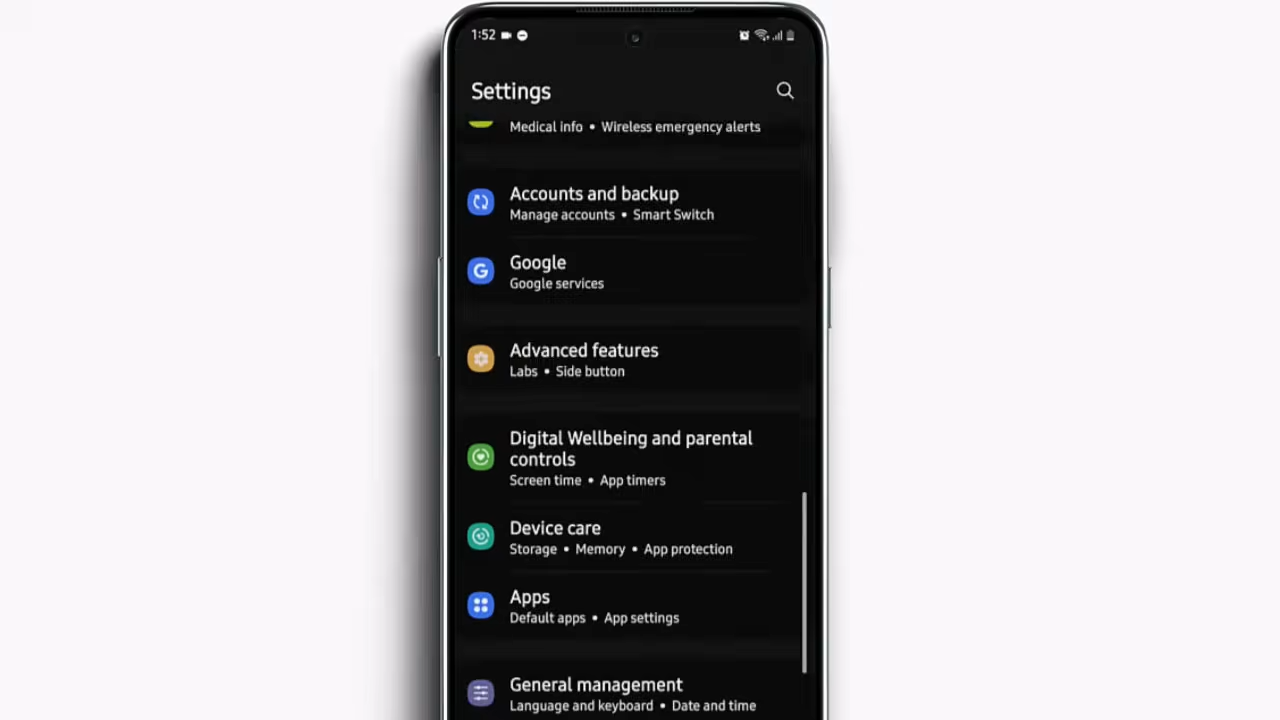 1:52
Settings
Medical info • Wireless emergency alerts
Accounts and backup
Manage accounts • Smart Switch
Google
Google services
Advanced features
Labs • Side button
Digital Wellbeing and parental
controls
Screen time • App timers
Device care
Storage • Memory • App protection
Apps
Default apps • App settings
General management
Language and keyboard • Date and time